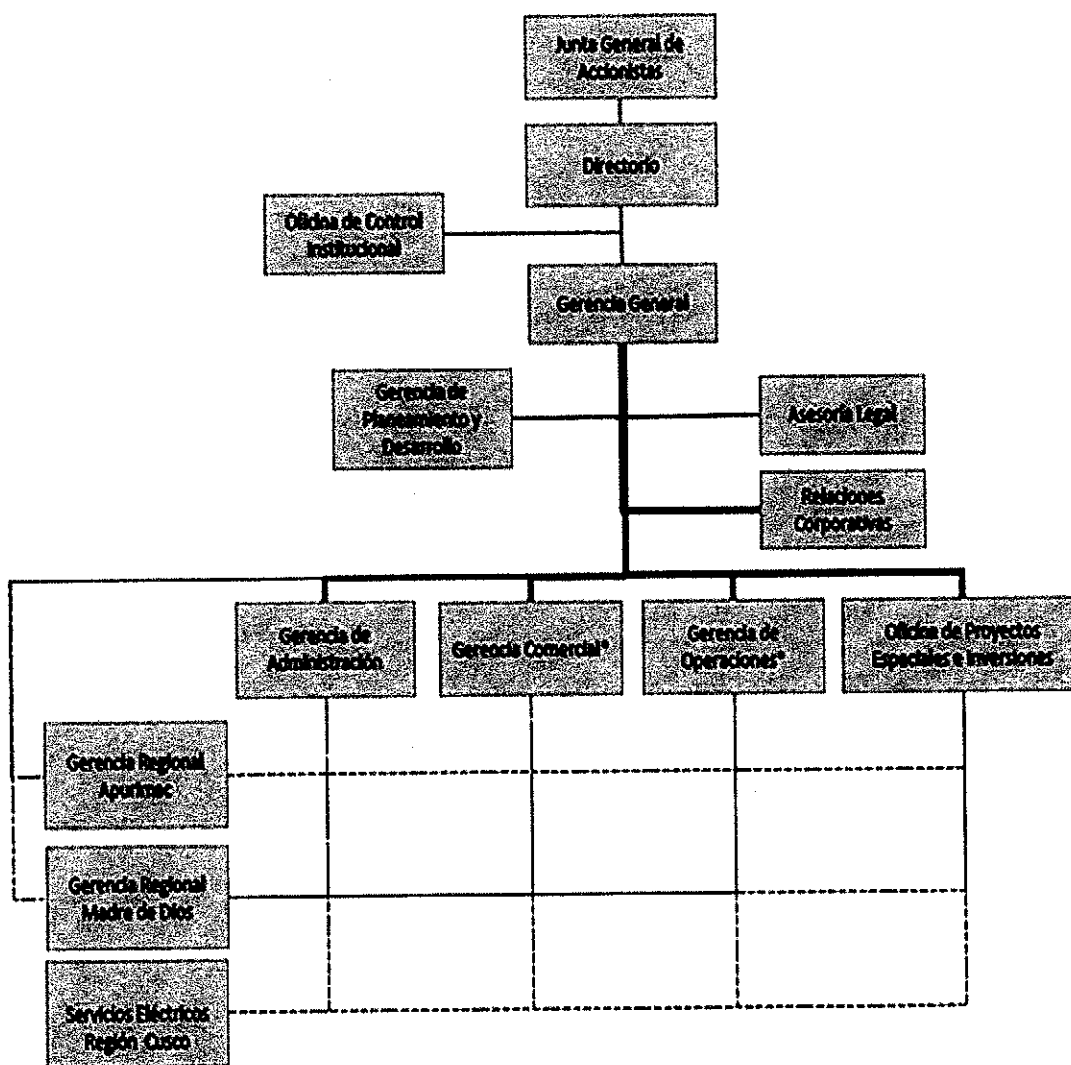 Junta General de
Accionistas
Directorio
Oficina de Control
Institucional
Gerencia General
Gerencia de
Planeamiento y
Desarrollo
Asesoría Legal
Relaciones
Corporativas
Gerencia de
Administración
Gerencia Comercial*
Gerencia de
Operaciones*
Oficina de Proyectos
Especiales e Inversiones
Gerencia Regional
Apurímac
Gerencia Regional
Madre de Dios
Servicios Eléctricos
Región Cusco